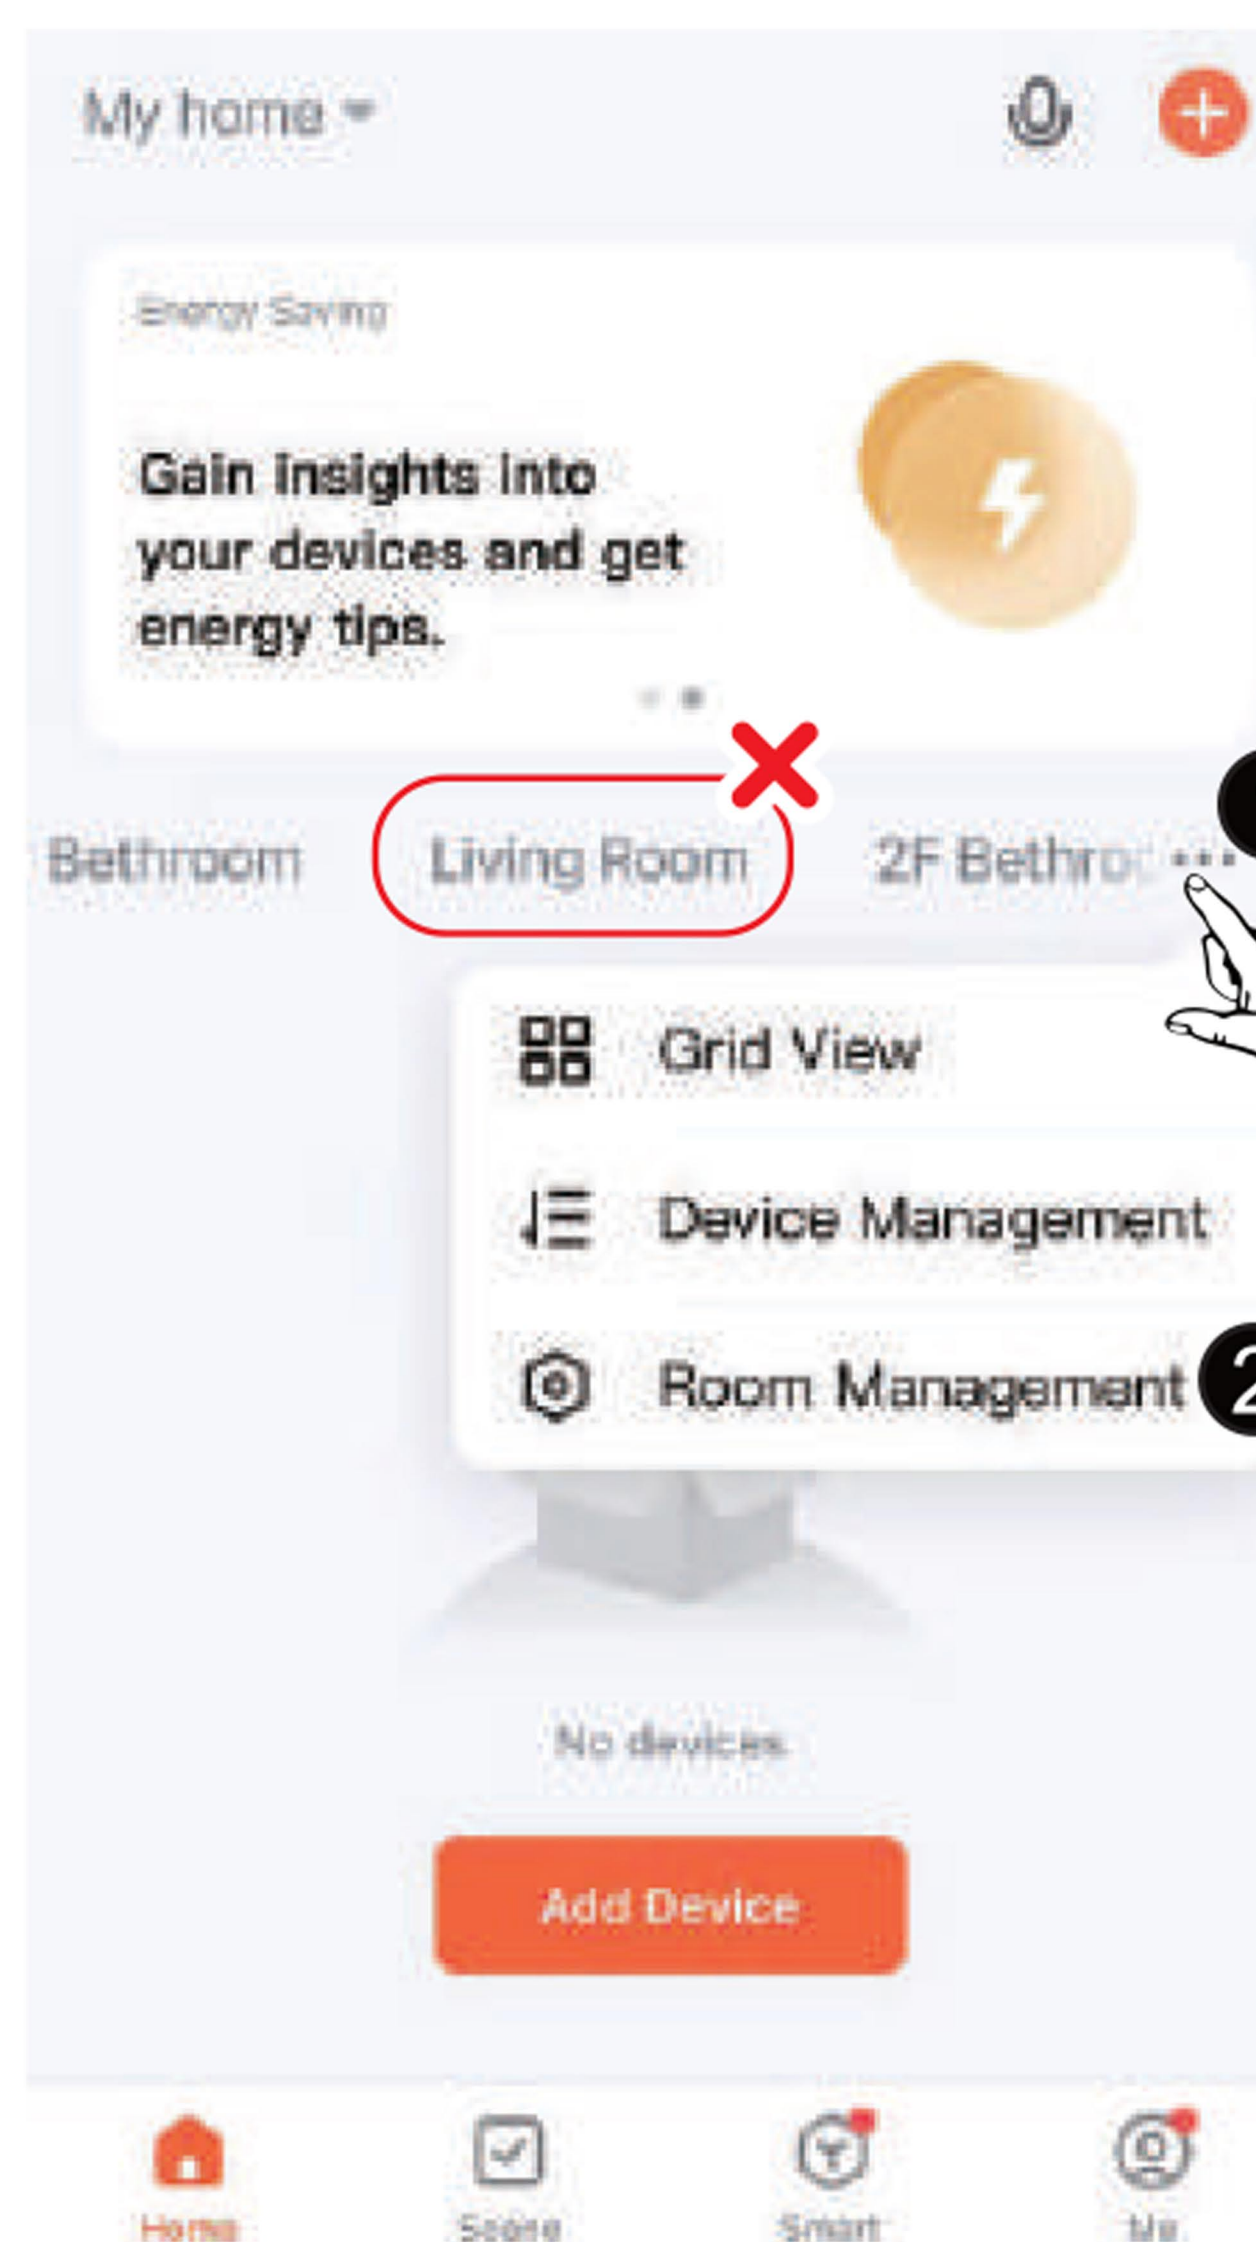 My home
Energy Saving
Gain insights into
your devices and get
energy tips.
Bethroom
Living Room
2F Bethro
Grid View
Device Management
Room Management
2
No devices
Add Device
Home
Scene
Smart
Me